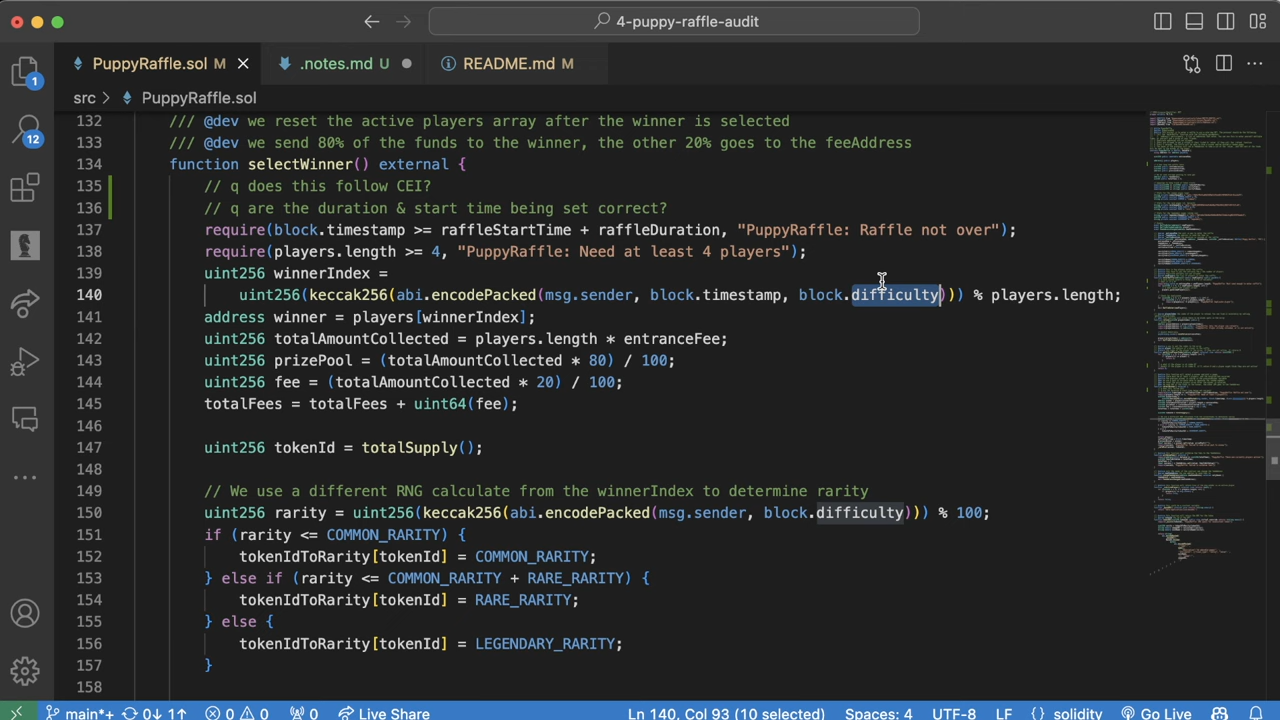 4-puppy-raffle-audit
PuppyRaffle.sol M
.notes.md U
README.md M
src > PuppyRaffle.sol
1
12
132 /// @dev we reset the active players array after the winner is selected
133 /// @dev we send 80% of the funds to the winner, the other 20% goes to the feeAddress
134 function selectWinner() external {
135 // q does this follow CEI?
136 // q are the duration & start time being set correct?
137 require(block.timestamp >= raffleStartTime + raffleDuration, "PuppyRaffle: Raffle not over");
138 require(players.length >= 4, "PuppyRaffle: Need at least 4 players");
139 uint256 winnerIndex =
140 uint256(keccak256(abi.encodePacked(msg.sender, block.timestamp, block.difficulty))) % players.length;
141 address winner = players[winnerIndex];
142 uint256 totalAmountCollected = players.length * entranceFee;
143 uint256 prizePool = (totalAmountCollected * 80) / 100;
144 uint256 fee = (totalAmountCollected * 20) / 100;
145 totalFees = totalFees + uint64(fee);
146
147 uint256 tokenId = totalSupply();
148
149 // We use a different RNG calculate from the winnerIndex to determine rarity
150 uint256 rarity = uint256(keccak256(abi.encodePacked(msg.sender, block.difficulty))) % 100;
151 if (rarity <= COMMON_RARITY) {
152 tokenIdToRarity[tokenId] = COMMON_RARITY;
153 } else if (rarity <= COMMON_RARITY + RARE_RARITY) {
154 tokenIdToRarity[tokenId] = RARE_RARITY;
155 } else {
156 tokenIdToRarity[tokenId] = LEGENDARY_RARITY;
157 }
158
main*+ 0↓ 1↑ 0 0 0 Live Share Ln 140, Col 93 (10 selected) Spaces: 4 UTF-8 LF {} solidity Go Live